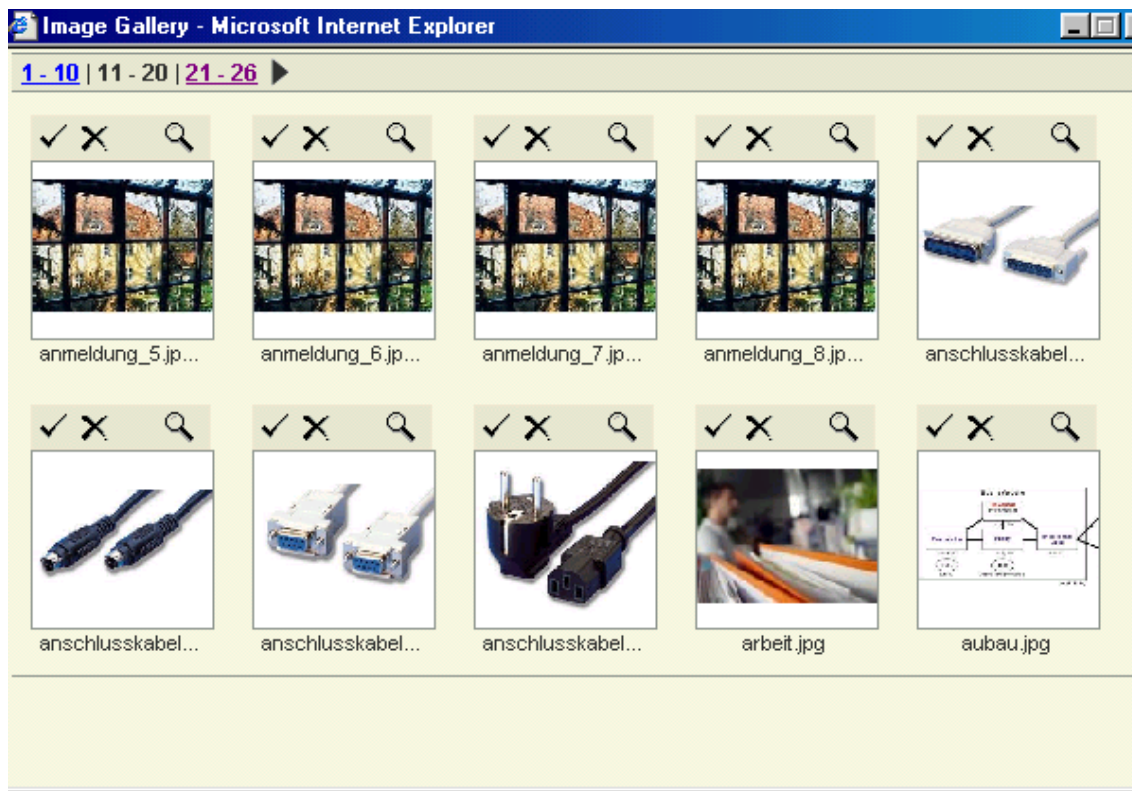 Image Gallery - Microsoft Internet Explorer
1 - 10 | 11 - 20 | 21 - 26
anmeldung_5.jp... anmeldung_6.jp... anmeldung_7.jp... anmeldung_8.jp... anschlusskabel...
anschlusskabel... anschlusskabel... anschlusskabel... arbeit.jpg aubau.jpg